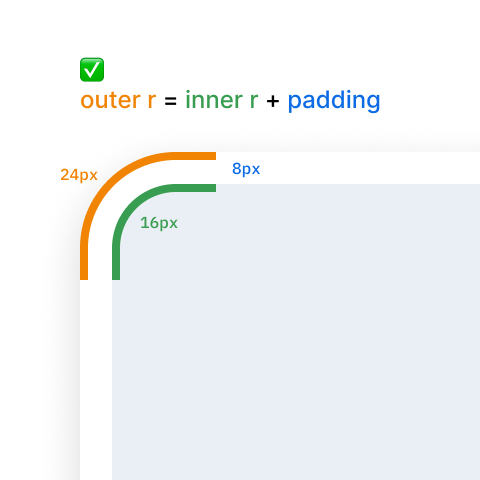 ✅
outer r = inner r + padding
24px
8px
16px